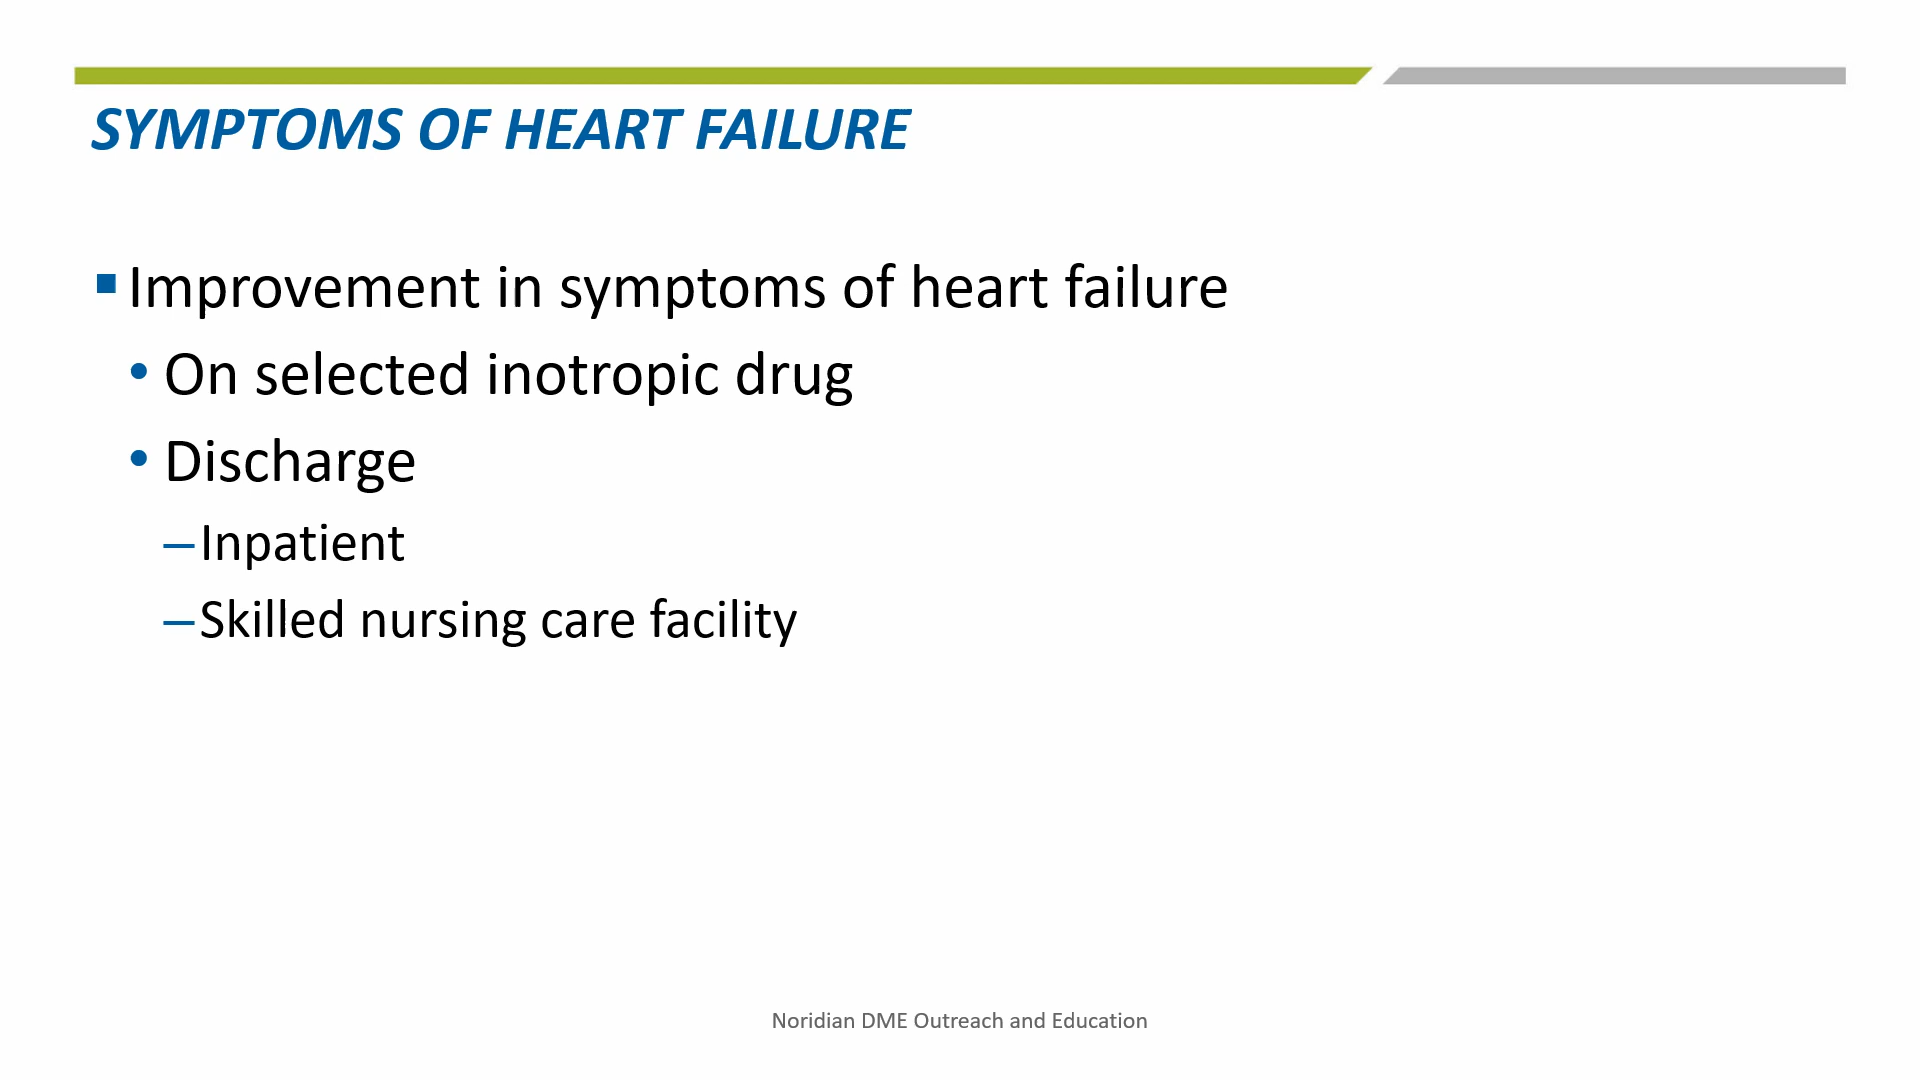 SYMPTOMS OF HEART FAILURE
▪ Improvement in symptoms of heart failure
• On selected inotropic drug
• Discharge
– Inpatient
– Skilled nursing care facility
Noridian DME Outreach and Education